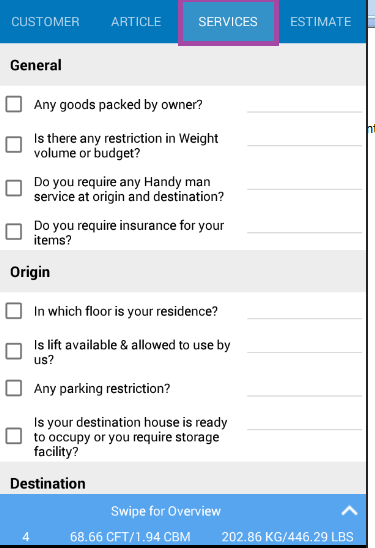 CUSTOMER ARTICLE SERVICES ESTIMATE
General
Any goods packed by owner?
Is there any restriction in Weight
volume or budget?
Do you require any Handy man
service at origin and destination?
Do you require insurance for your
items?
Origin
In which floor is your residence?
Is lift available & allowed to use by
us?
Any parking restriction?
Is your destination house is ready
to occupy or you require storage
facility?
Destination
Swipe for Overview
4 68.66 CFT/1.94 CBM 202.86 KG/446.29 LBS